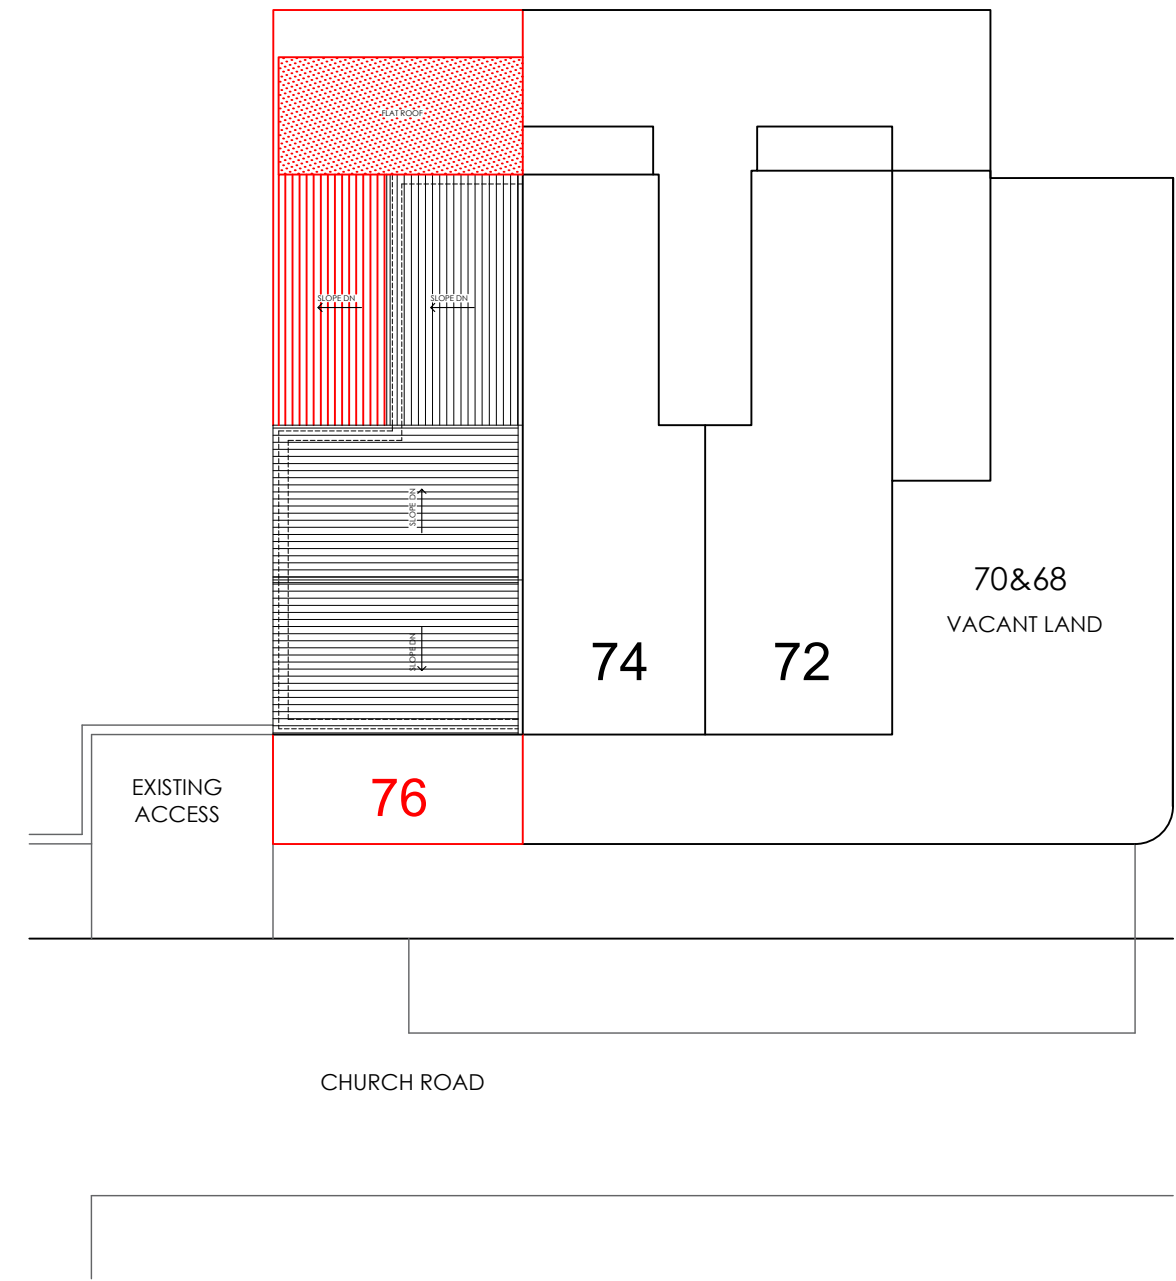 FLAT ROOF
SLOPE DN
SLOPE DN
SLOPE DN
70&68
VACANT LAND
SLOPE DN
74
72
EXISTING
ACCESS
76
CHURCH ROAD